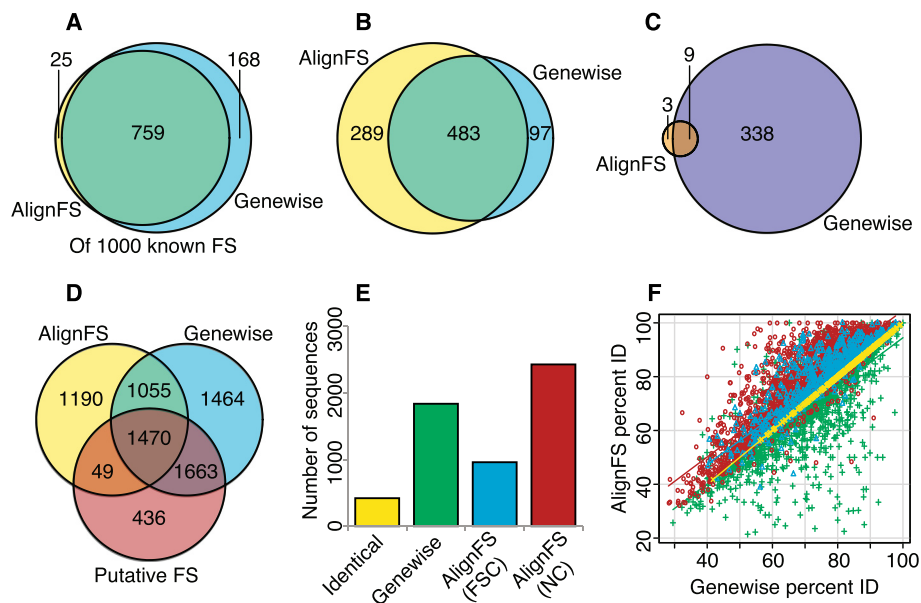 A
25
168
759
AlignFS
Genewise
Of 1000 known FS
B
AlignFS
Genewise
289
483
97
C
9
3
338
AlignFS
Genewise
D
AlignFS
Genewise
1190
1055
1464
1470
49
1663
436
Putative FS
E
Number of sequences
3000
2000
1000
0
Identical
Genewise
AlignFS
(FSC)
AlignFS
(NC)
F
AlignFS percent ID
100
80
60
40
20
40
60
80
100
Genewise percent ID